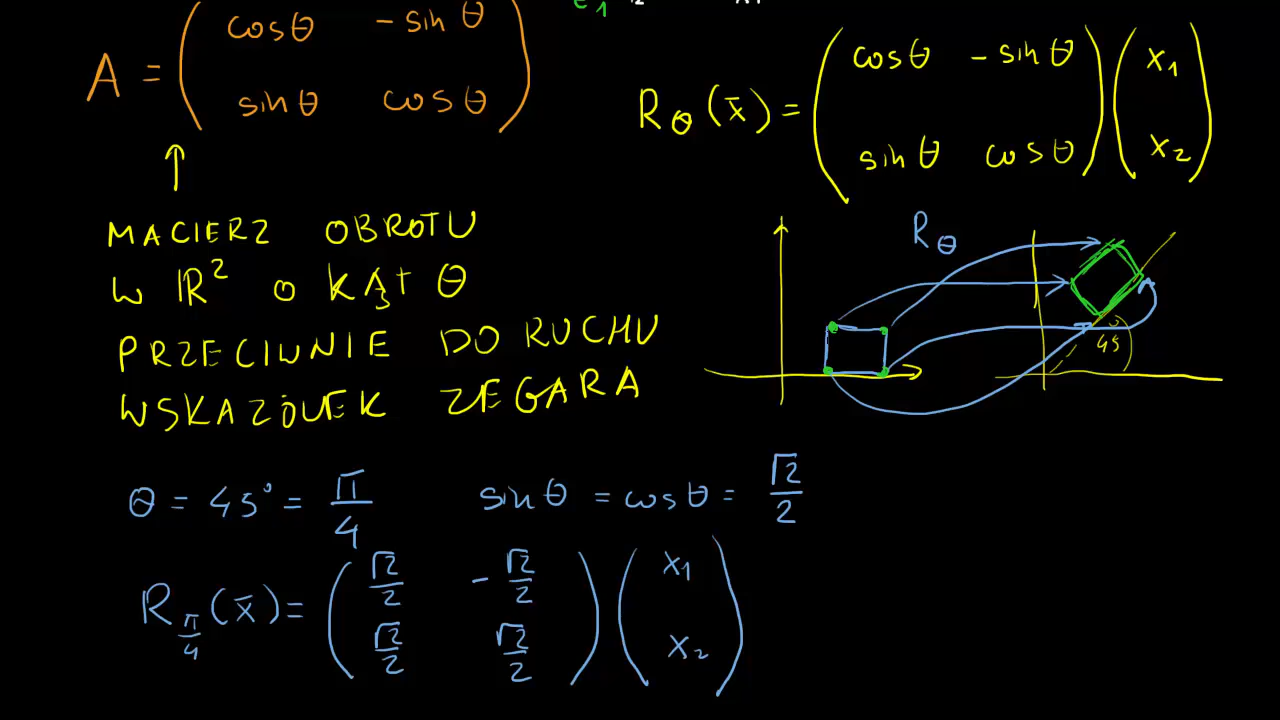 A = ( cosθ - sin θ
sinθ cosθ )
Rθ (x̄) = ( cosθ - sinθ ) ( x1
sinθ cosθ ) ( x2 )
MACIERZ OBROTU
W ℝ² O KĄT θ
PRZECIWNIE DO RUCHU
WSKAZÓWEK ZEGARA
Rθ
45°
θ = 45° = π/4 sinθ = cosθ = √2/2
Rπ/4 (x̄) = ( √2/2 - √2/2 ) ( x1
√2/2 √2/2 ) ( x2 )